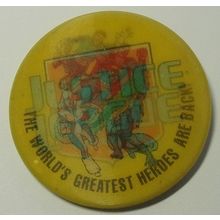 JUSTICE
LEAGUE
THE WORLD'S GREATEST HEROES ARE BACK!